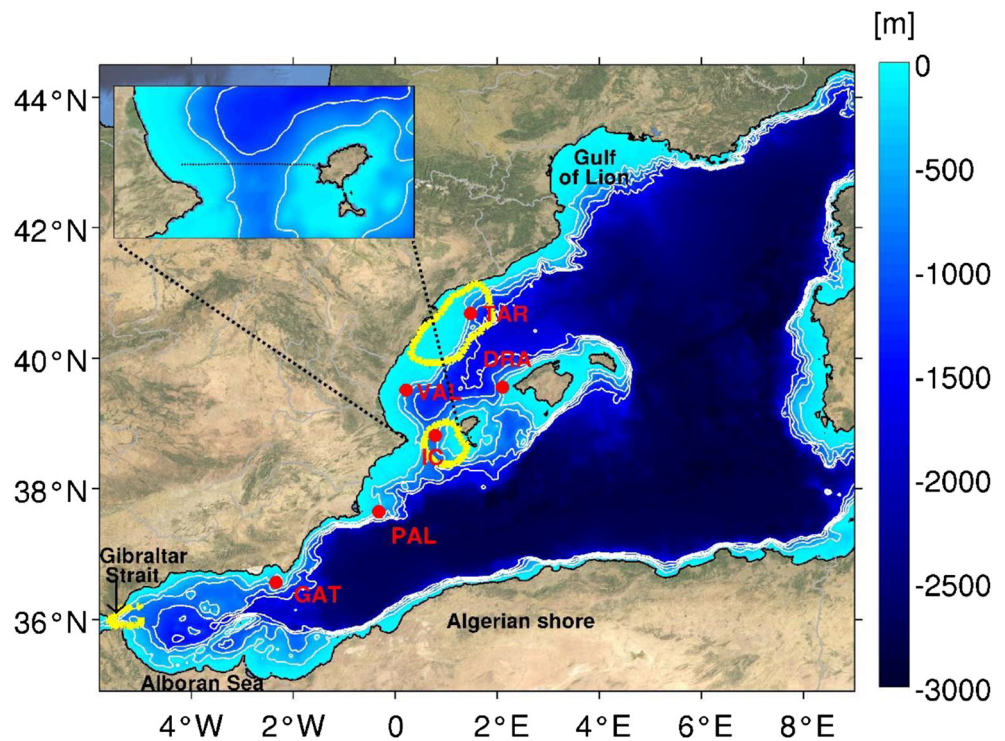 [m]
0
-500
-1000
-1500
-2000
-2500
-3000
44°N
42°N
40°N
38°N
36°N
Gulf
of Lion
TAR
DRA
VAL
IC
PAL
GAT
Gibraltar
Strait
Algerian shore
Alboran Sea
4°W
2°W
0
2°E
4°E
6°E
8°E